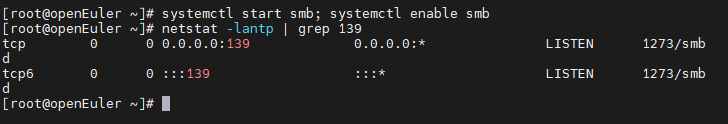 [root@openEuler ~]# systemctl start smb; systemctl enable smb
[root@openEuler ~]# netstat -lantp | grep 139
tcp        0      0 0.0.0.0:139             0.0.0.0:*               LISTEN      1273/smb
d
tcp6       0      0 :::139                  :::*                    LISTEN      1273/smb
d
[root@openEuler ~]#